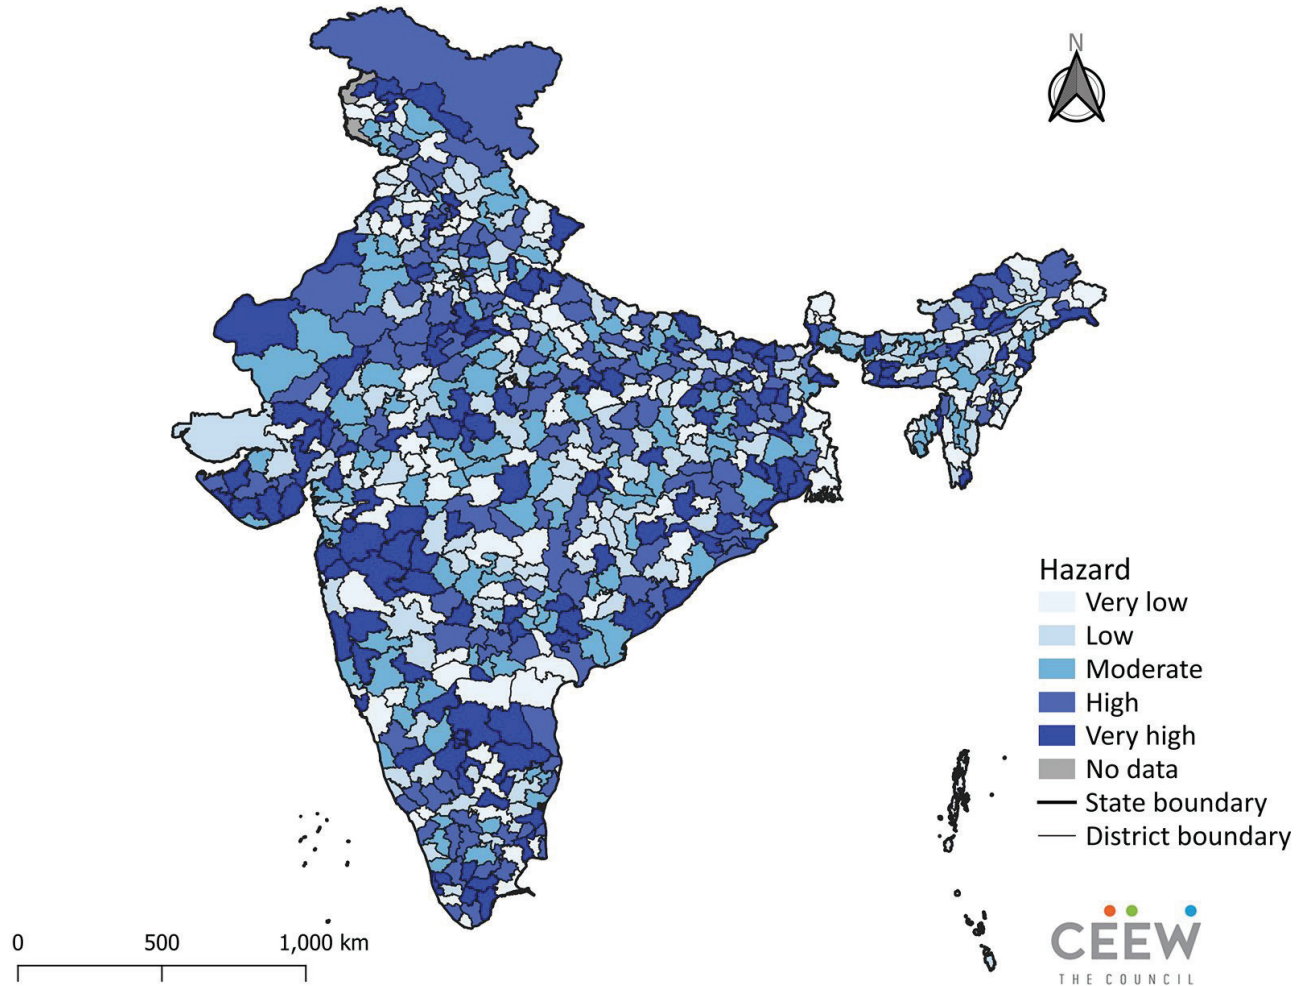 N
Hazard
Very low
Low
Moderate
High
Very high
No data
State boundary
District boundary
0 500 1,000 km
CEEW
THE COUNCIL